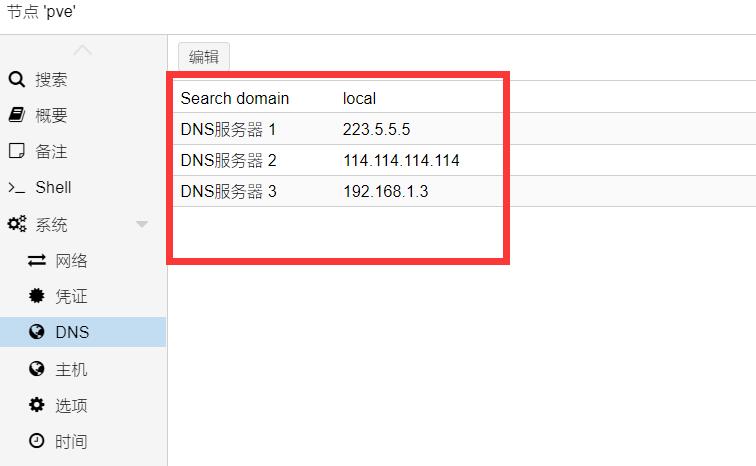 节点 'pve'
搜索
概要
备注
Shell
系统
网络
凭证
DNS
主机
选项
时间
编辑
Search domain local
DNS服务器 1 223.5.5.5
DNS服务器 2 114.114.114.114
DNS服务器 3 192.168.1.3